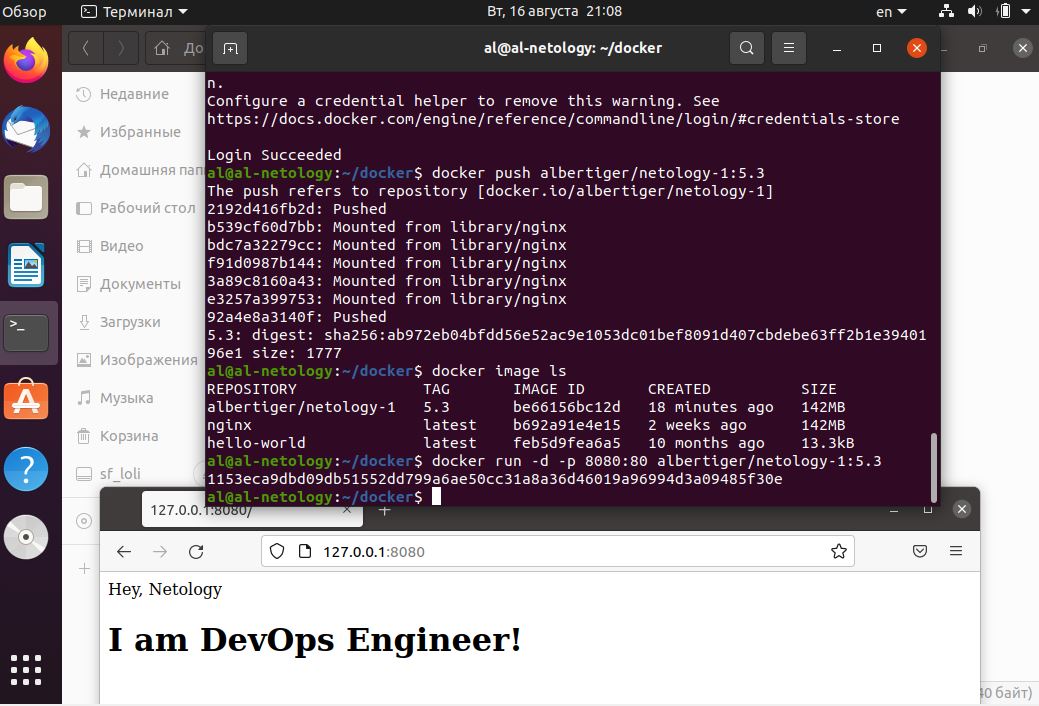 Обзор
Терминал
Вт, 16 августа 21:08
en
До
al@al-netology: ~/docker
Недавние
Избранные
Домашняя пап
Рабочий стол
Видео
Документы
Загрузки
Изображения
Музыка
Корзина
sf_loli
n.
Configure a credential helper to remove this warning. See
https://docs.docker.com/engine/reference/commandline/login/#credentials-store
Login Succeeded
al@al-netology:~/docker$ docker push albertiger/netology-1:5.3
The push refers to repository [docker.io/albertiger/netology-1]
2192d416fb2d: Pushed
b539cf60d7bb: Mounted from library/nginx
bdc7a32279cc: Mounted from library/nginx
f91d0987b144: Mounted from library/nginx
3a89c8160a43: Mounted from library/nginx
e3257a399753: Mounted from library/nginx
92a4e8a3140f: Pushed
5.3: digest: sha256:ab972eb04bfdd56e52ac9e1053dc01bef8091d407cbdebe63ff2b1e39401
96e1 size: 1777
al@al-netology:~/docker$ docker image ls
REPOSITORY TAG IMAGE ID CREATED SIZE
albertiger/netology-1 5.3 be66156bc12d 18 minutes ago 142MB
nginx latest b692a91e4e15 2 weeks ago 142MB
hello-world latest feb5d9fea6a5 10 months ago 13.3kB
al@al-netology:~/docker$ docker run -d -p 8080:80 albertiger/netology-1:5.3
1153eca9dbd09db51552dd799a6ae50cc31a8a36d46019a96994d3a09485f30e
al@al-netology:~/docker$
127.0.0.1:8080/
127.0.0.1:8080
Hey, Netology
I am DevOps Engineer!
40 байт)